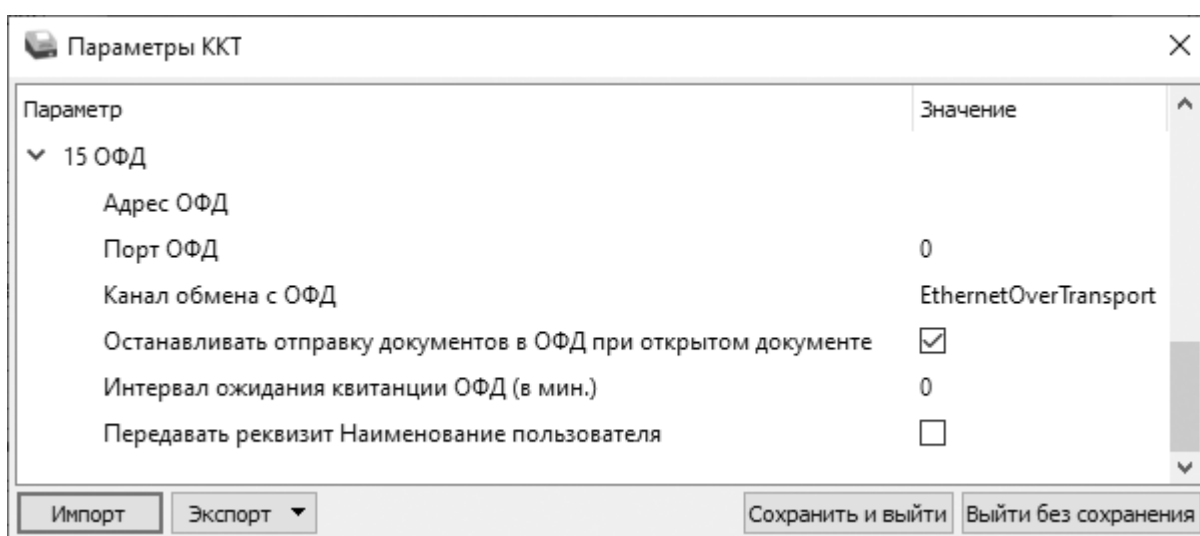 Параметры ККТ
Параметр Значение
15 ОФД
Адрес ОФД
Порт ОФД 0
Канал обмена с ОФД EthernetOverTransport
Останавливать отправку документов в ОФД при открытом документе
Интервал ожидания квитанции ОФД (в мин.) 0
Передавать реквизит Наименование пользователя
Импорт Экспорт Сохранить и выйти Выйти без сохранения